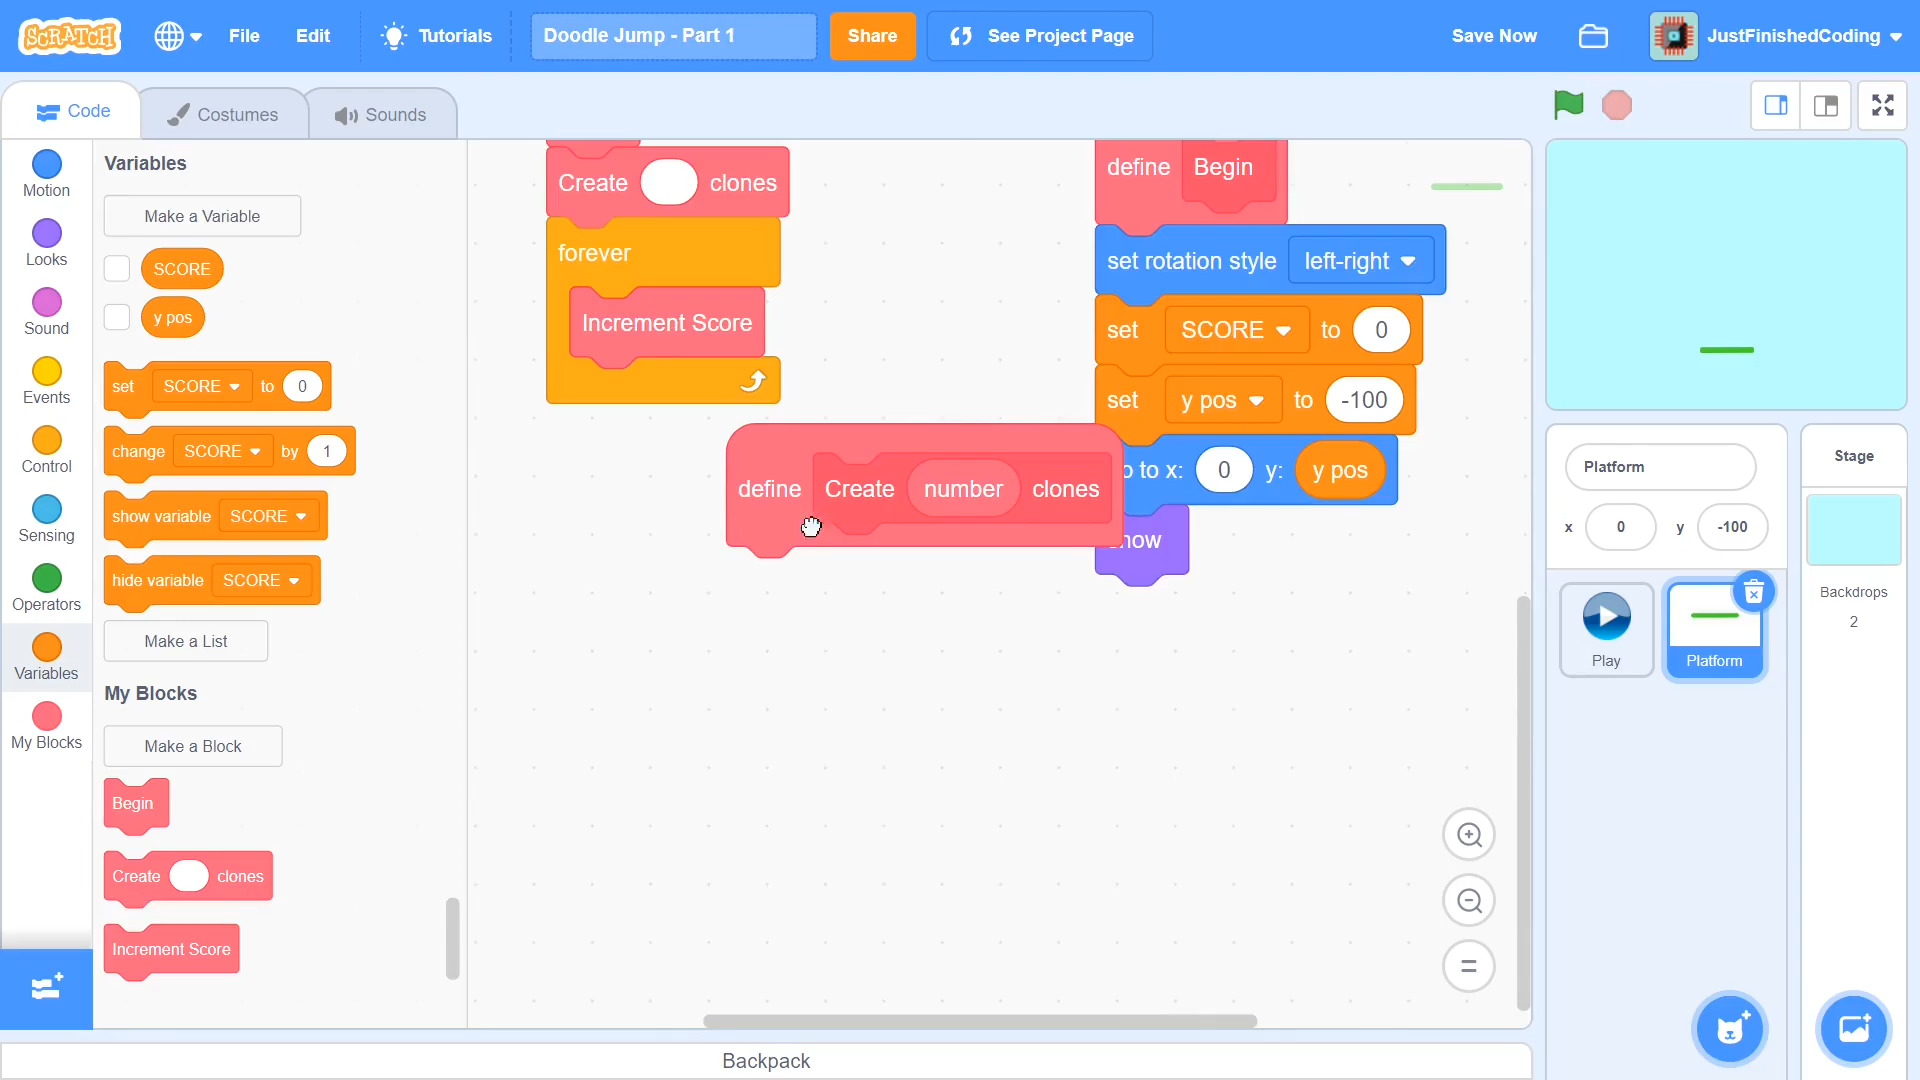 SCRATCH
File
Edit
Tutorials
Doodle Jump - Part 1
Share
See Project Page
Save Now
JustFinishedCoding
Code
Costumes
Sounds
Motion
Looks
Sound
Events
Control
Sensing
Operators
Variables
My Blocks
Variables
Make a Variable
SCORE
y pos
set SCORE to 0
change SCORE by 1
show variable SCORE
hide variable SCORE
Make a List
My Blocks
Make a Block
Begin
Create clones
Increment Score
Create clones
forever
Increment Score
define Create number clones
define Begin
set rotation style left-right
set SCORE to 0
set y pos to -100
o to x: 0 y: y pos
how
Platform
x 0 y -100
Play
Platform
Stage
Backdrops
2
Backpack